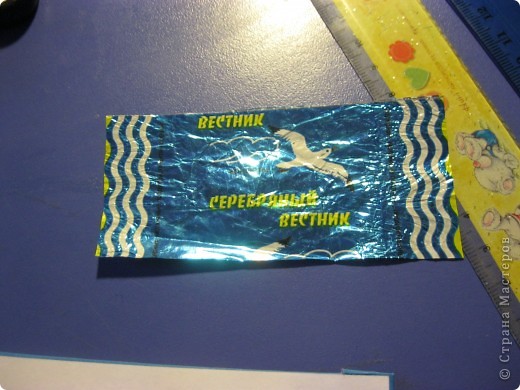 ВЕСТНИК
СЕРЕБРЯНЫЙ
ВЕСТНИК
© Страна Мастеров